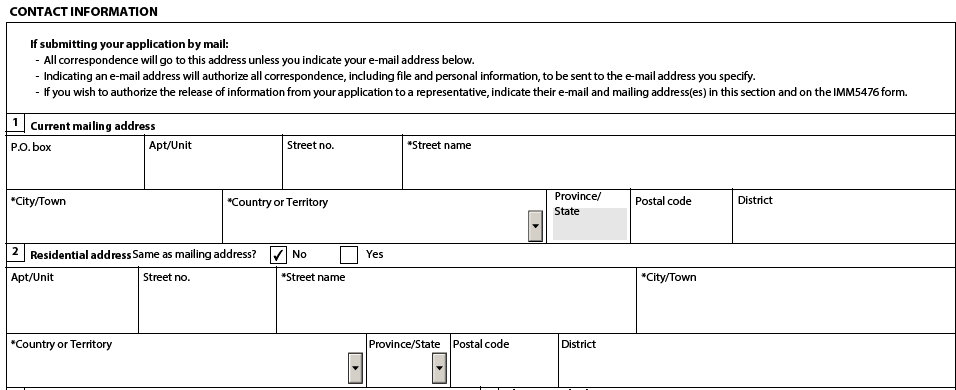 CONTACT INFORMATION
If submitting your application by mail:
- All correspondence will go to this address unless you indicate your e-mail address below.
- Indicating an e-mail address will authorize all correspondence, including file and personal information, to be sent to the e-mail address you specify.
- If you wish to authorize the release of information from your application to a representative, indicate their e-mail and mailing address(es) in this section and on the IMM5476 form.
1 Current mailing address
P.O. box Apt/Unit Street no. *Street name
*City/Town *Country or Territory Province/State Postal code District
2 Residential address Same as mailing address? No Yes
Apt/Unit Street no. *Street name *City/Town
*Country or Territory Province/State Postal code District